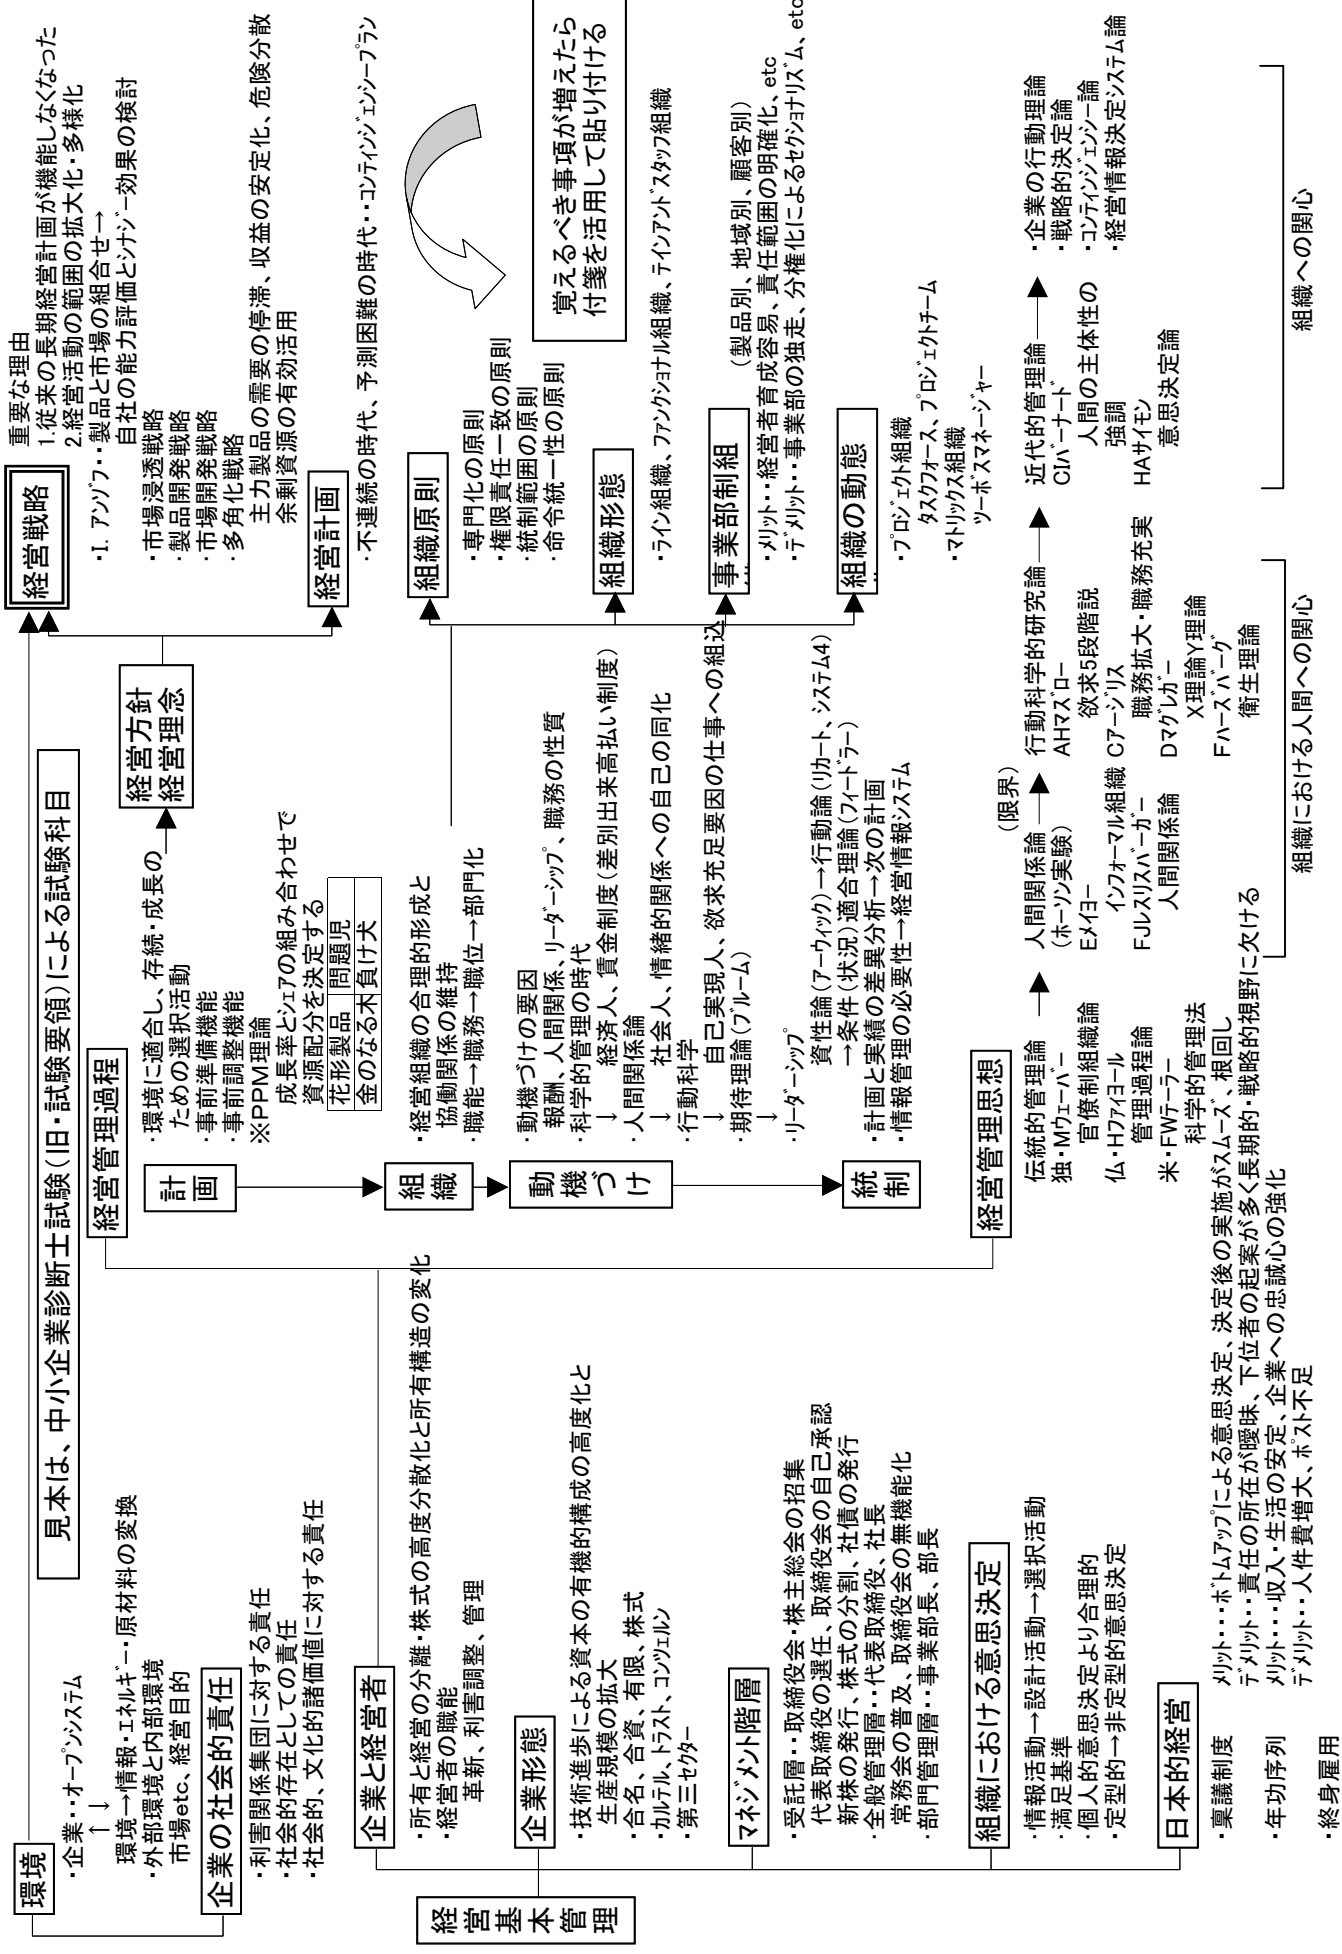 見本は、中小企業診断士試験(旧・試験要領)による試験科目
環境
・企業・・オープンシステム
↑↓
環境→情報・エネルギー・原材料の変換
・外部環境と内部環境
市場etc、経営目的
企業の社会的責任
・利害関係集団に対する責任
・社会的存在としての責任
・社会的、文化的諸価値に対する責任
経営基本管理
企業と経営者
・所有と経営の分離・株式の高度分散化と所有構造の変化
・経営者の職能
革新、利害調整、管理
企業形態
・技術進歩による資本の有機的構成の高度化と
生産規模の拡大
・合名、合資、有限、株式
・カルテル、トラスト、コンツェルン
・第三セクター
マネジメント階層
・受託層・・取締役会・株主総会の招集
代表取締役の選任、取締役会の自己承認
新株の発行、株式の分割、社債の発行
・全般管理層・・代表取締役、社長
常務会の普及、取締役会の無機能化
・部門管理層・・事業部長、部長
組織における意思決定
・情報活動→設計活動→選択活動
・満足基準
・個人的意思決定より合理的
・定型的→非定型的意思決定
日本的経営
・稟議制度
メリット・・・ボトムアップによる意思決定、決定後の実施がスムーズ、根回し
デメリット・・責任の所在が曖昧、下位者の起案が多く長期的・戦略的視野に欠ける
・年功序列
メリット・・・収入・生活の安定、企業への忠誠心の強化
デメリット・・人件費増大、ポスト不足
・終身雇用
経営管理過程
計画
・環境に適合し、存続・成長の
ための選択活動
・事前準備機能
・事前調整機能
※PPM理論
成長率とシェアの組み合わせで
資源配分を決定する
花形製品 問題児
金のなる木 負け犬
組織
・経営組織の合理的形成と
協働関係の維持
・職能→職務→職位→部門化
動機づけ
・動機づけの要因
報酬、人間関係、リーダーシップ、職務の性質
・科学的管理の時代
↓ 経済人、賃金制度(差別出来高払い制度)
・人間関係論
↓ 社会人、情緒的関係への自己の同化
・行動科学
↓ 自己実現人、欲求充足要因の仕事への組込
・期待理論(ブルーム)
↓
・リーダーシップ
資性論(アーウィック)→行動論(リカート、システム4)
→条件(状況)適合理論(フィードラー)
統制
・計画と実績の差異分析→次の計画
・情報管理の必要性→経営情報システム
経営管理思想
伝統的管理論
独・Mウェーバー
官僚制組織論
仏・Hファイヨール
管理過程論
米・FWテーラー
科学的管理法
人間関係論
(ホーソン実験)
Eメイヨー
インフォーマル組織
FJレスリスバーガー
人間関係論
(限界)
行動科学的研究論
AHマズロー
欲求5段階説
Cアージリス
職務拡大・職務充実
Dマグレガー
X理論Y理論
Fハーズバーグ
衛生理論
近代的管理論
CIバーナード
人間の主体性の
強調
HAサイモン
意思決定論
・企業の行動理論
・戦略的決定論
・コンティンジェンシー論
・経営情報決定システム論
組織における人間への関心
組織への関心
経営方針
経営理念
経営戦略
重要な理由
1.従来の長期経営計画が機能しなくなった
2.経営活動の範囲の拡大化・多様化
・I. アンゾフ・・製品と市場の組合せ→
自社の能力評価とシナジー効果の検討
・市場浸透戦略
・製品開発戦略
・市場開発戦略
・多角化戦略
主力製品の需要の停滞、収益の安定化、危険分散
余剰資源の有効活用
経営計画
・不連続の時代、予測困難の時代・・コンティンジェンシープラン
組織原則
・専門化の原則
・権限責任一致の原則
・統制範囲の原則
・命令統一性の原則
覚えるべき事項が増えたら
付箋を活用して貼り付ける
組織形態
・ライン組織、ファンクショナル組織、テインアンドスタッフ組織
事業部制組
(製品別、地域別、顧客別)
・メリット・・経営者育成容易、責任範囲の明確化、etc
・デメリット・・事業部の独走、分権化によるセクショナリズム、etc
組織の動態
・プロジェクト組織
タスクフォース、プロジェクトチーム
・マトリックス組織
ツーボスマネージャー